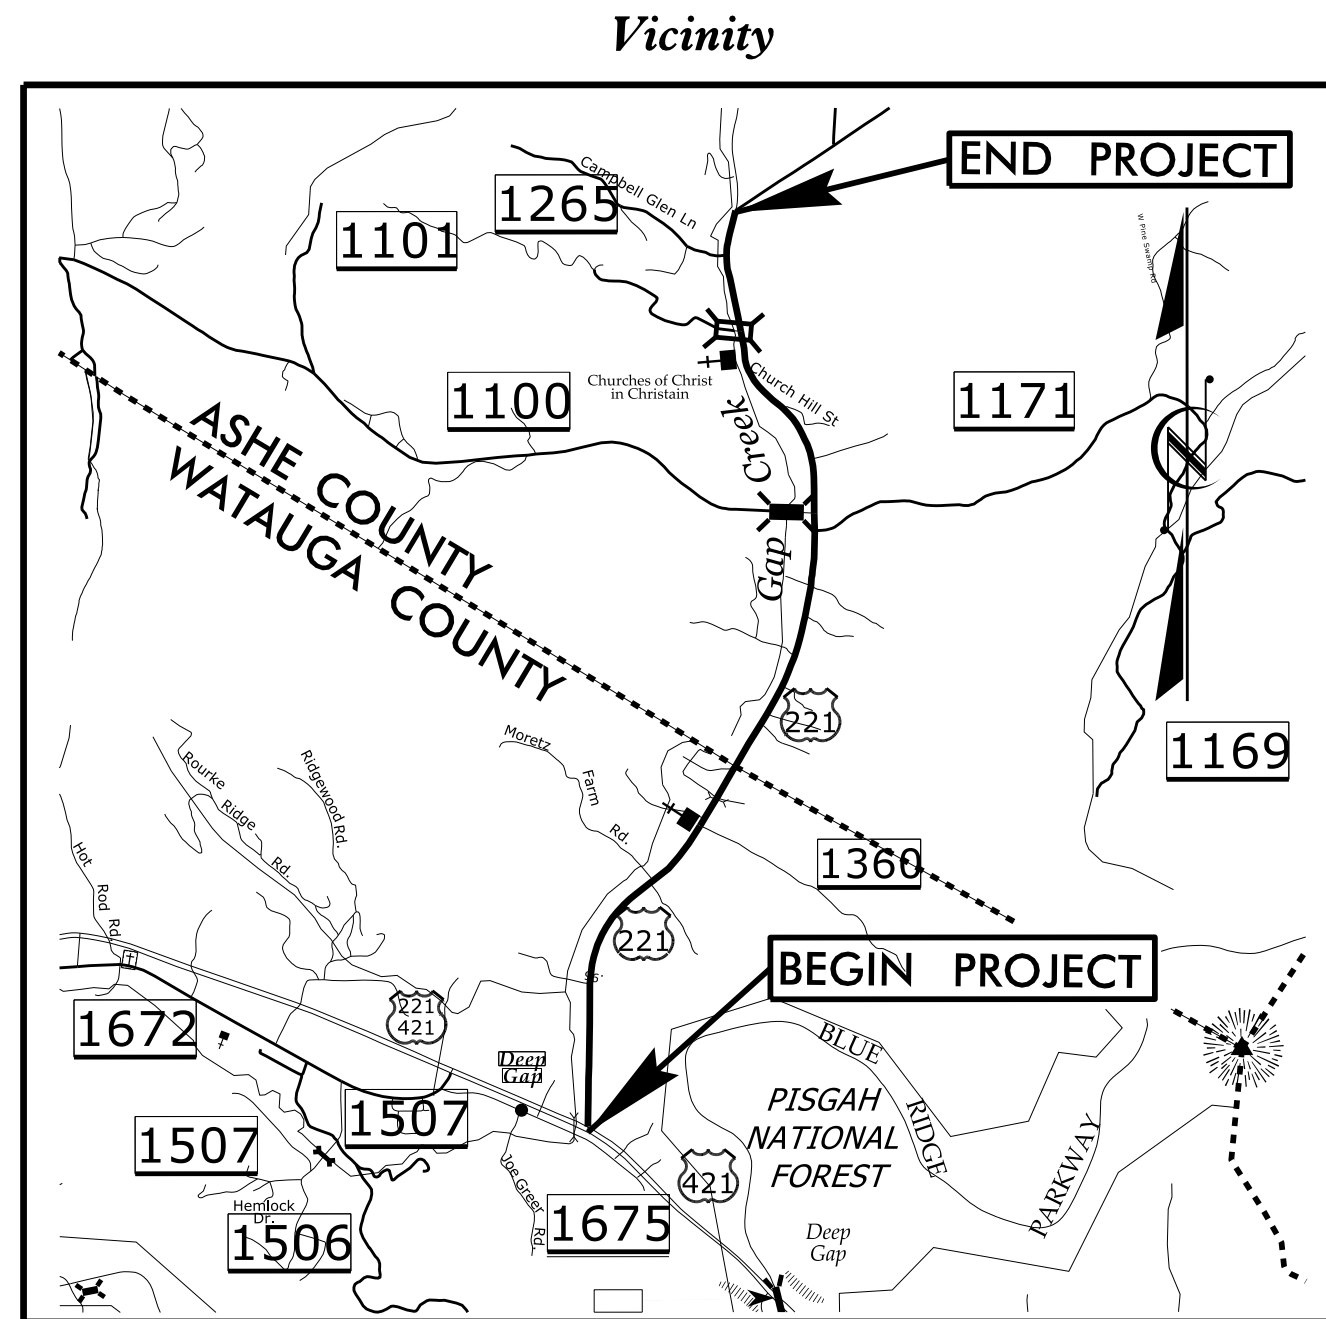 Vicinity
END PROJECT
Campbell Glen Ln
1265
1101
W Pine Swamp Rd
Churches of Christ
in Christain
Church Hill St
1100
1171
Creek
Gap
ASHE COUNTY
WATAUGA COUNTY
221
1169
Moretz
Farm
Rd.
Rourke
Ridge
Rd.
Ridgewood Rd.
Hot
Rod
Rd.
1360
221
BEGIN PROJECT
221
421
1672
Deep
Gap
BLUE
RIDGE
PARKWAY
PISGAH
NATIONAL
FOREST
1507
1507
421
Joe Greer
Rd.
1675
Hemlock
Dr.
1506
Deep
Gap